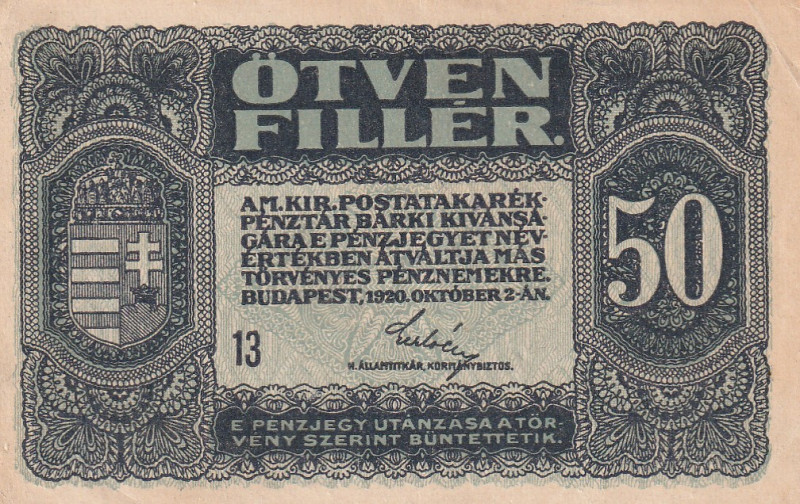 ÖTVEN
FILLÉR.
A M. KIR. POSTATAKARÉK-
PÉNZTÁR BÁRKI KIVÁNSÁ-
GÁRA E PÉNZJEGYET NÉV-
ÉRTÉKBEN ÁTVÁLTJA MÁS
TÖRVÉNYES PÉNZNEMEKRE.
BUDAPEST, 1920. OKTÓBER 2-ÁN.
50
13
H. ÁLLAMTITKÁR, KORMÁNYBIZTOS.
E PÉNZJEGY UTÁNZÁSA A TÖR-
VÉNY SZERINT BÜNTETTETIK.